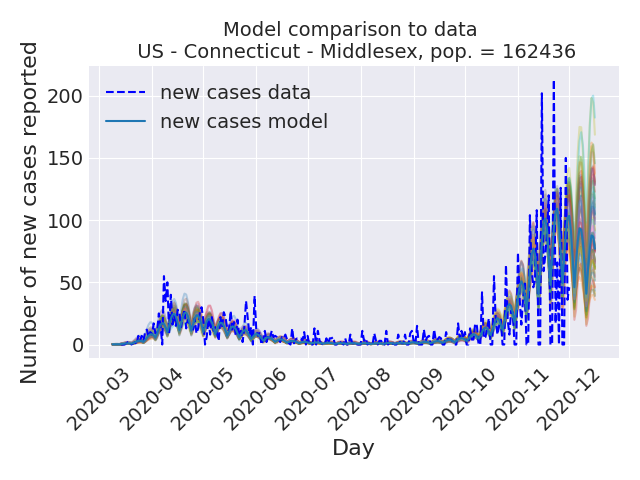 Model comparison to data
US - Connecticut - Middlesex, pop. = 162436
Number of new cases reported
200
150
100
50
0
new cases data
new cases model
2020-03
2020-04
2020-05
2020-06
2020-07
2020-08
2020-09
2020-10
2020-11
2020-12
Day